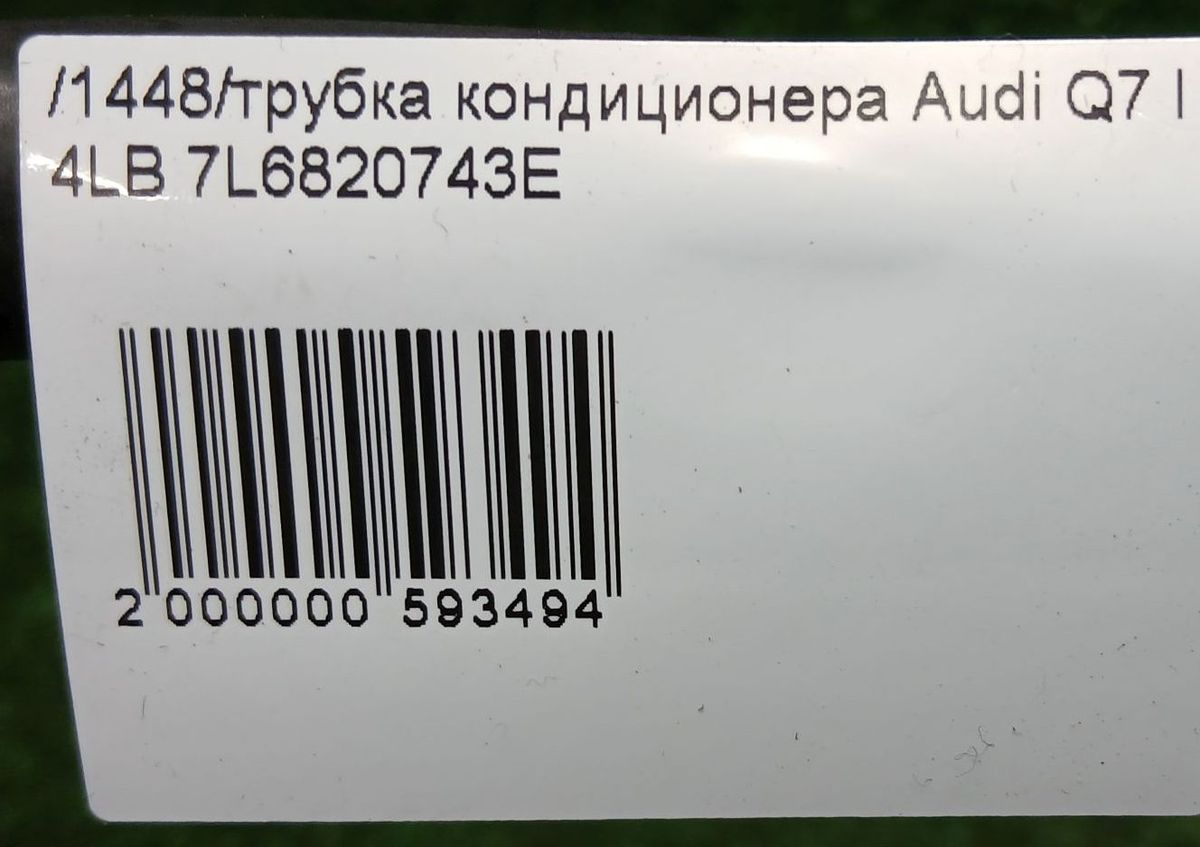 /1448/трубка кондиционера Audi Q7 I
4LB 7L6820743E
2 000000 593494